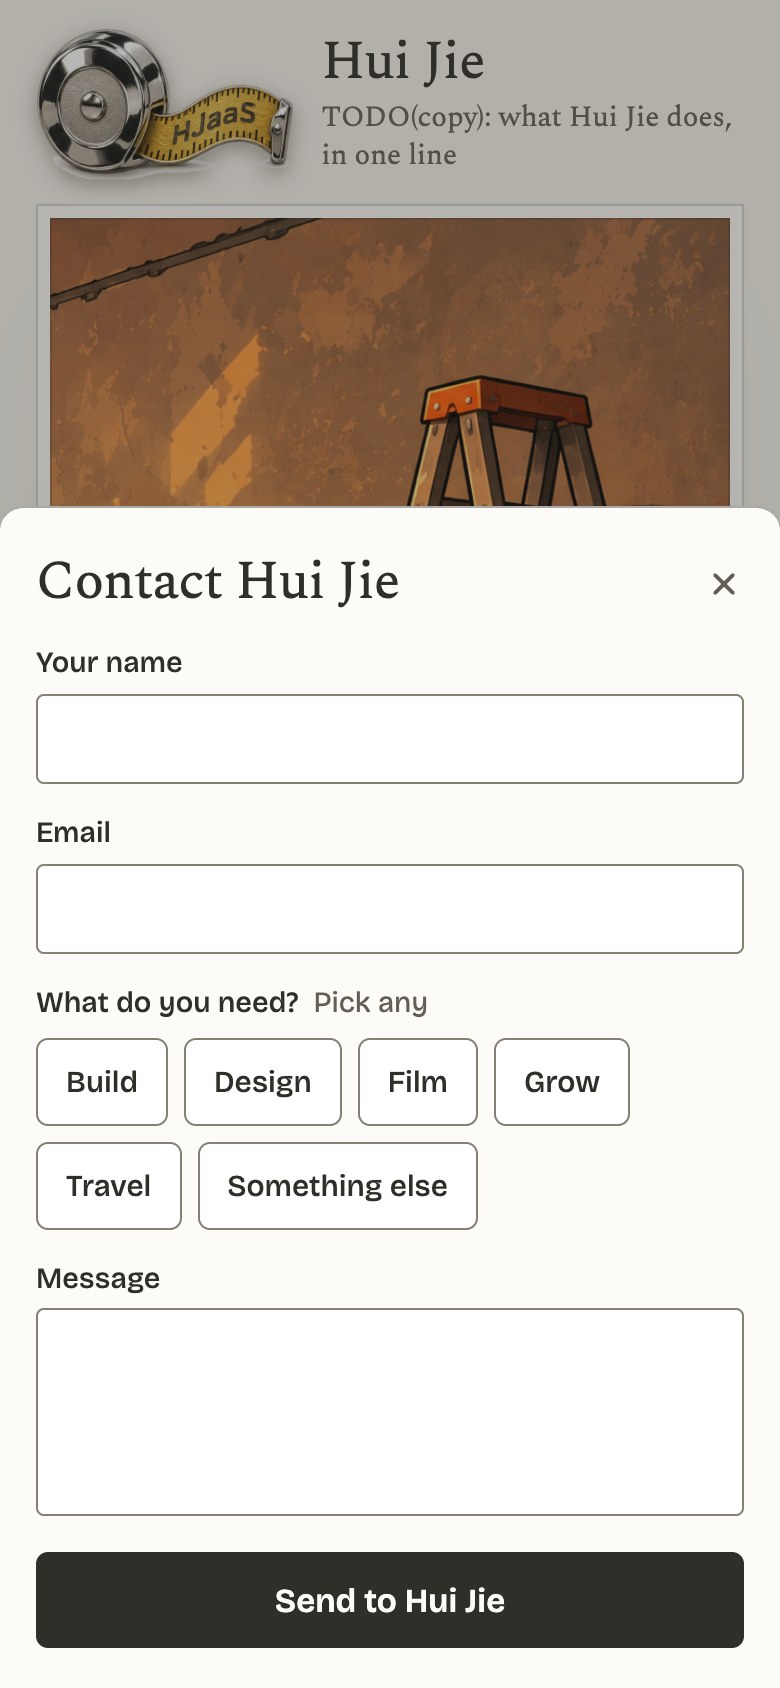 HJaaS
Hui Jie
TODO(copy): what Hui Jie does,
in one line
Contact Hui Jie
Your name
Email
What do you need? Pick any
Build Design Film Grow
Travel Something else
Message
Send to Hui Jie